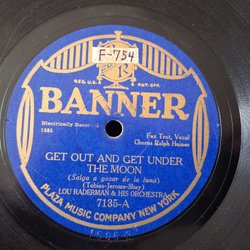 F-754
REG. U.S. PAT. OFF.
BANNER
Electrically Recorded
1883
Fox Trot, Vocal
Chorus Ralph Haines
GET OUT AND GET UNDER
THE MOON
(Salga a gozar de la luna)
(Tobias-Jerome-Shay)
LOU RADERMAN & HIS ORCHESTRA
7135-A
PLAZA MUSIC COMPANY NEW YORK